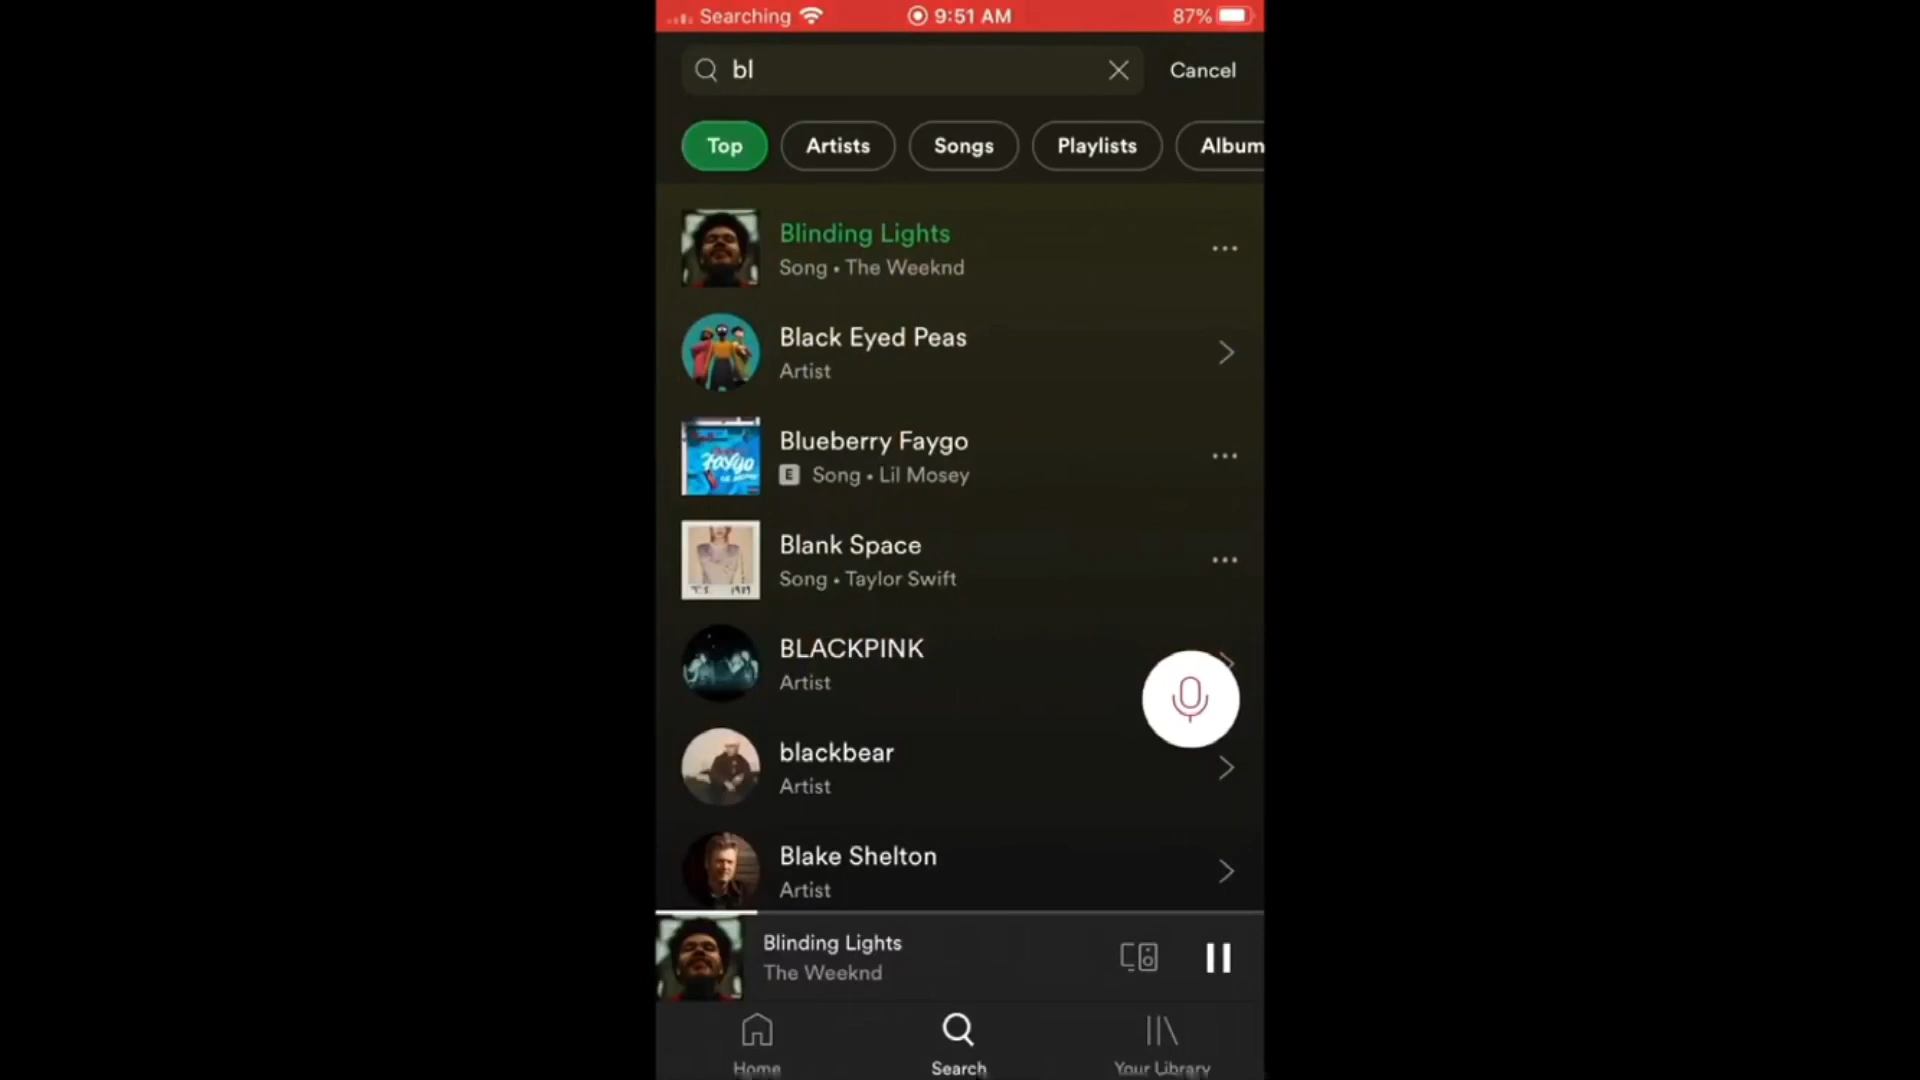 Searching 9:51 AM 87%
bl Cancel
Top Artists Songs Playlists Album
Blinding Lights
Song • The Weeknd
Black Eyed Peas
Artist
Blueberry Faygo
E Song • Lil Mosey
Faygo
Blank Space
Song • Taylor Swift
T.S. 1989
BLACKPINK
Artist
blackbear
Artist
Blake Shelton
Artist
Blinding Lights
The Weeknd
Home Search Your Library